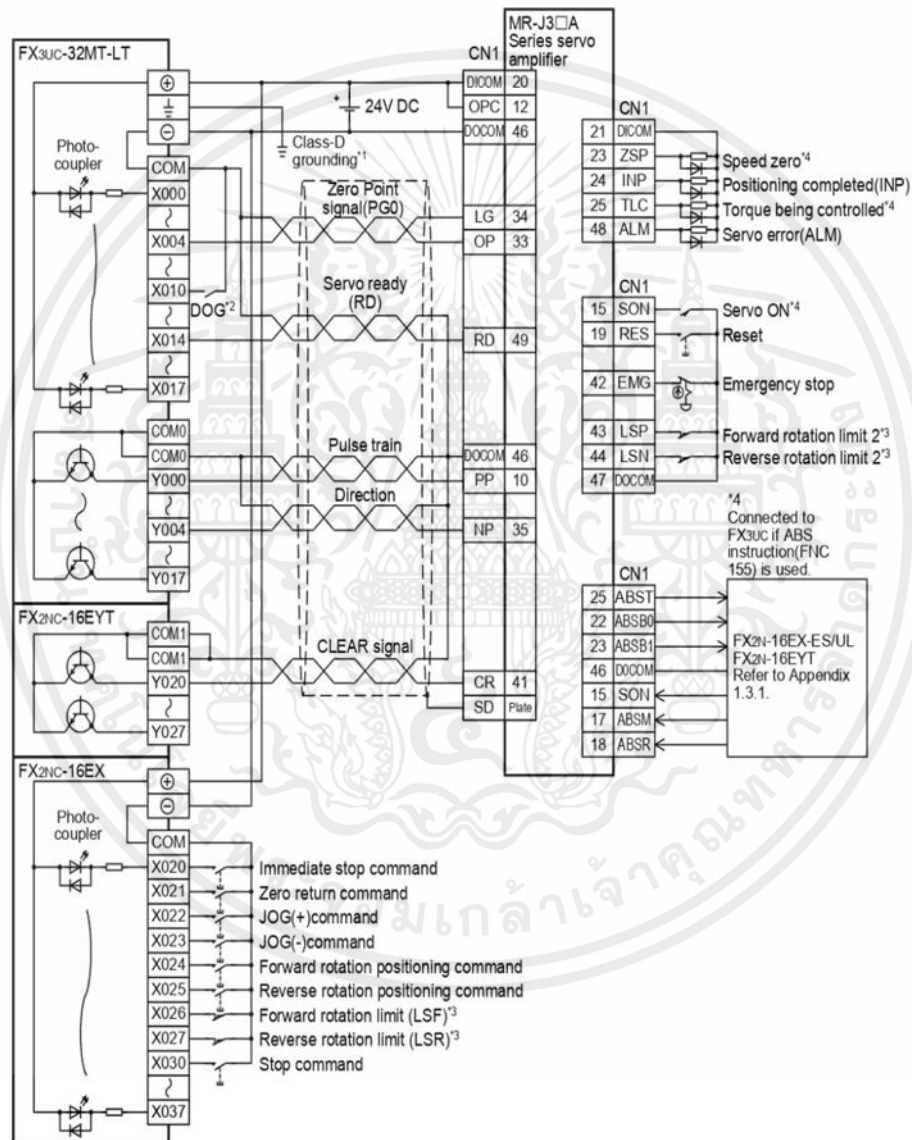 FX3UC-32MT-LT
⊕
⊖
Photo-
coupler
COM
X000
X004
X010
X014
X017
COM0
COM0
Y000
Y004
Y017
24V DC
Class-D
grounding*1
Zero Point
signal(PG0)
DOG*2
Servo ready
(RD)
Pulse train
Direction
CLEAR signal
FX2NC-16EYT
COM1
COM1
Y020
Y027
FX2NC-16EX
⊕
⊖
Photo-
coupler
COM
X020 Immediate stop command
X021 Zero return command
X022 JOG(+)command
X023 JOG(-)command
X024 Forward rotation positioning command
X025 Reverse rotation positioning command
X026 Forward rotation limit (LSF)*3
X027 Reverse rotation limit (LSR)*3
X030 Stop command
X037
MR-J3□A
Series servo
amplifier
CN1
DICOM 20
OPC 12
DOCOM 46
LG 34
OP 33
RD 49
DOCOM 46
PP 10
NP 35
CR 41
SD Plate
CN1
21 DICOM
23 ZSP Speed zero*4
24 INP Positioning completed(INP)
25 TLC Torque being controlled*4
48 ALM Servo error(ALM)
CN1
15 SON Servo ON*4
19 RES Reset
42 EMG Emergency stop
43 LSP Forward rotation limit 2*3
44 LSN Reverse rotation limit 2*3
47 DOCOM
*4
Connected to
FX3UC if ABS
instruction(FNC
155) is used.
CN1
25 ABST
22 ABSB0
23 ABSB1
46 DOCOM
15 SON
17 ABSM
18 ABSR
FX2N-16EX-ES/UL
FX2N-16EYT
Refer to Appendix
1.3.1.